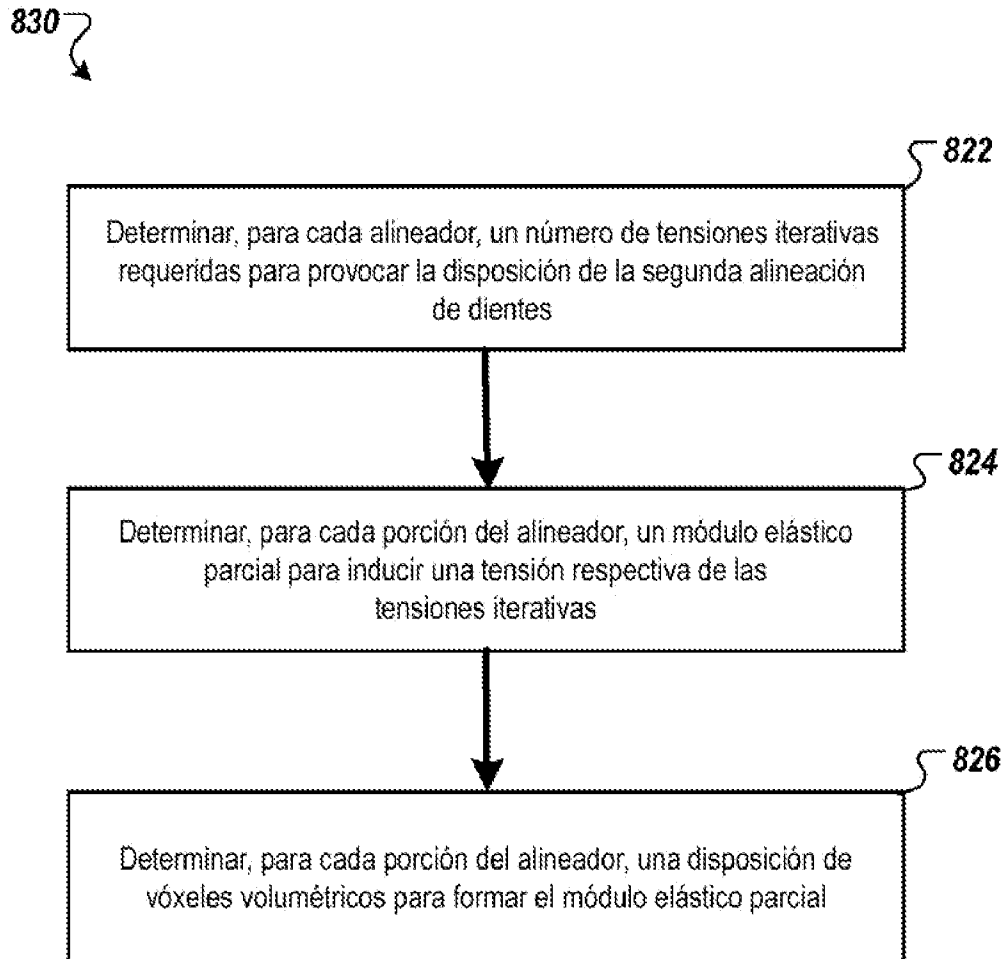 830
822
Determinar, para cada alineador, un número de tensiones iterativas
requeridas para provocar la disposición de la segunda alineación
de dientes
824
Determinar, para cada porción del alineador, un módulo elástico
parcial para inducir una tensión respectiva de las
tensiones iterativas
826
Determinar, para cada porción del alineador, una disposición de
vóxeles volumétricos para formar el módulo elástico parcial